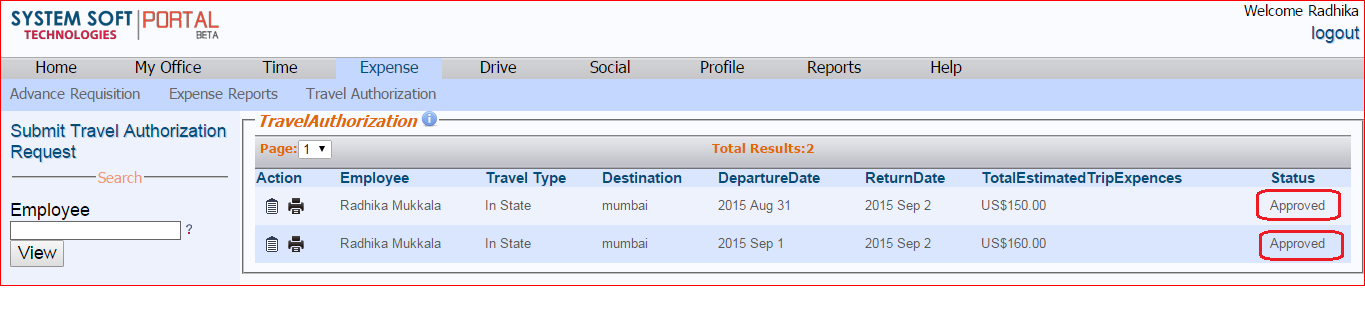 SYSTEM SOFT
TECHNOLOGIES
PORTAL
BETA
Welcome Radhika
logout
Home My Office Time Expense Drive Social Profile Reports Help
Advance Requisition Expense Reports Travel Authorization
Submit Travel Authorization
Request
Search
Employee
?
View
TravelAuthorization i
Page: 1 Total Results:2
Action Employee Travel Type Destination DepartureDate ReturnDate TotalEstimatedTripExpences Status
Radhika Mukkala In State mumbai 2015 Aug 31 2015 Sep 2 US$150.00 Approved
Radhika Mukkala In State mumbai 2015 Sep 1 2015 Sep 2 US$160.00 Approved